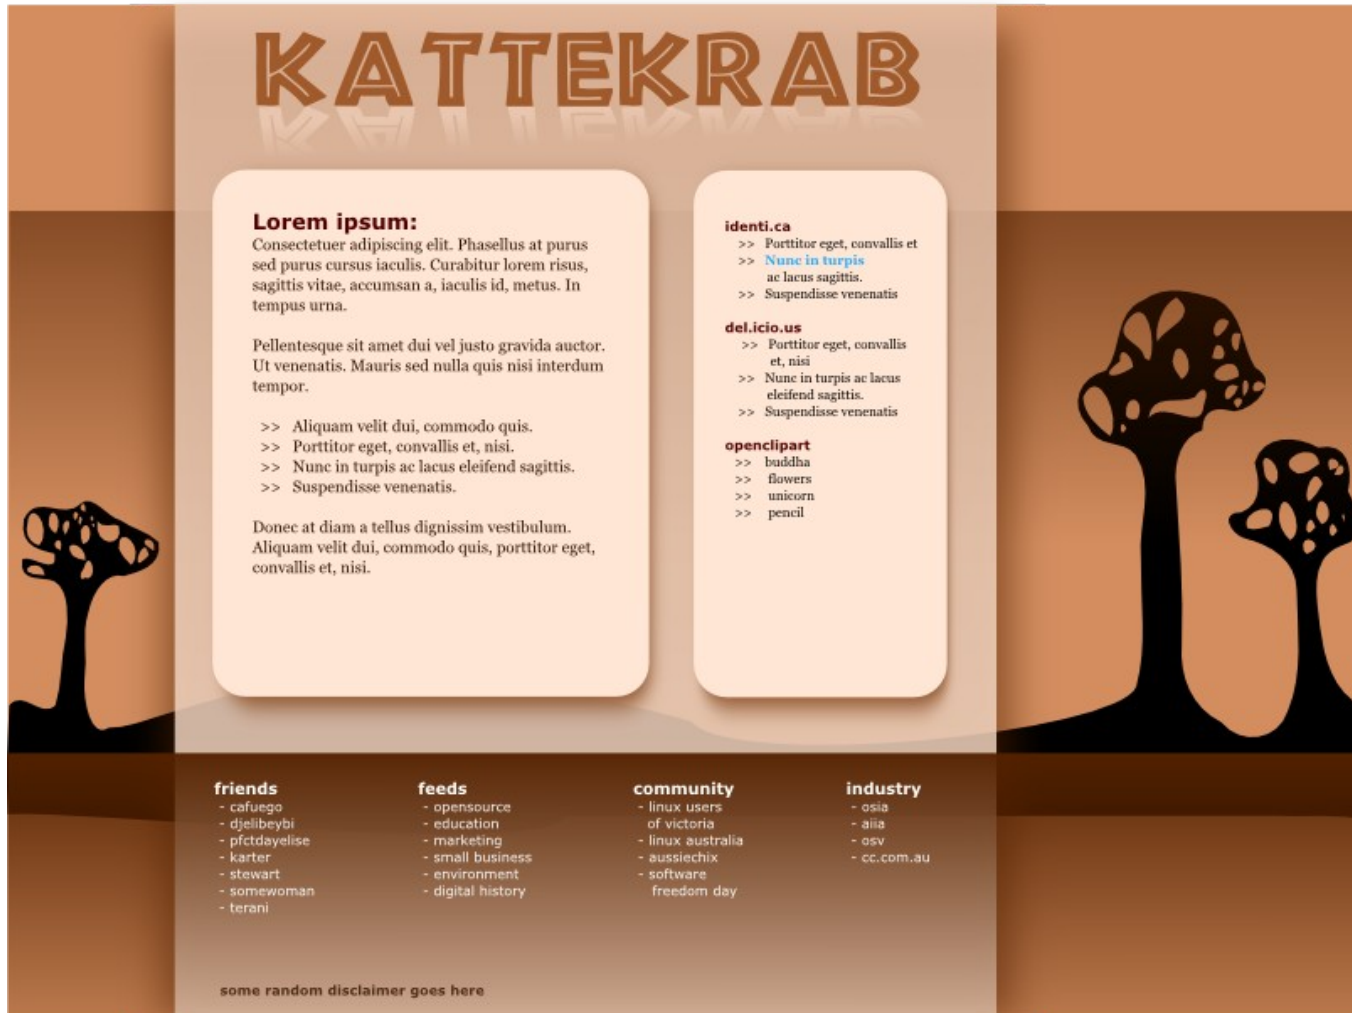 KATTEKRAB
Lorem ipsum:
Consectetuer adipiscing elit. Phasellus at purus
sed purus cursus iaculis. Curabitur lorem risus,
sagittis vitae, accumsan a, iaculis id, metus. In
tempus urna.
Pellentesque sit amet dui vel justo gravida auctor.
Ut venenatis. Mauris sed nulla quis nisi interdum
tempor.
>> Aliquam velit dui, commodo quis.
>> Porttitor eget, convallis et, nisi.
>> Nunc in turpis ac lacus eleifend sagittis.
>> Suspendisse venenatis.
Donec at diam a tellus dignissim vestibulum.
Aliquam velit dui, commodo quis, porttitor eget,
convallis et, nisi.
identi.ca
>> Porttitor eget, convallis et
>> Nunc in turpis
ac lacus sagittis.
>> Suspendisse venenatis
del.icio.us
>> Porttitor eget, convallis
et, nisi
>> Nunc in turpis ac lacus
eleifend sagittis.
>> Suspendisse venenatis
openclipart
>> buddha
>> flowers
>> unicorn
>> pencil
friends
- cafuego
- djelibeybi
- pfctdayelise
- karter
- stewart
- somewoman
- terani
feeds
- opensource
- education
- marketing
- small business
- environment
- digital history
community
- linux users
of victoria
- linux australia
- aussiechix
- software
freedom day
industry
- osia
- aiia
- osv
- cc.com.au
some random disclaimer goes here